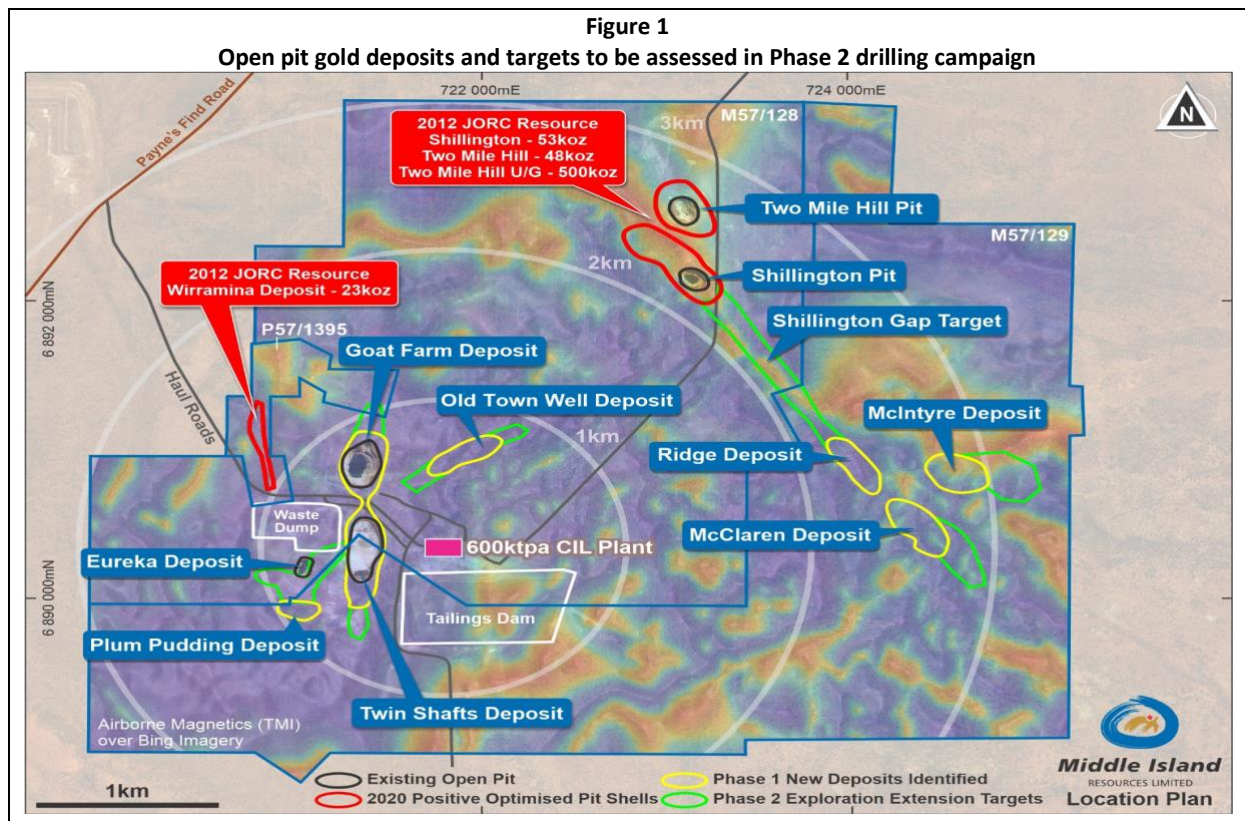 Figure 1
Open pit gold deposits and targets to be assessed in Phase 2 drilling campaign
722 000mE
724 000mE
Payne's Find Road
2012 JORC Resource
Shillington - 53koz
Two Mile Hill - 48koz
Two Mile Hill U/G - 500koz
3km
M57/128
N
Two Mile Hill Pit
M57/129
2km
Shillington Pit
2012 JORC Resource
Wirramina Deposit - 23koz
6 892 000mN
Shillington Gap Target
P57/1395
Goat Farm Deposit
Haul Roads
Old Town Well Deposit
McIntyre Deposit
1km
Ridge Deposit
Waste
Dump
McClaren Deposit
600ktpa CIL Plant
Eureka Deposit
6 890 000mN
Tailings Dam
Plum Pudding Deposit
Twin Shafts Deposit
Airborne Magnetics (TMI)
over Bing Imagery
Middle Island
RESOURCES LIMITED
Location Plan
1km
Existing Open Pit
Phase 1 New Deposits Identified
2020 Positive Optimised Pit Shells
Phase 2 Exploration Extension Targets